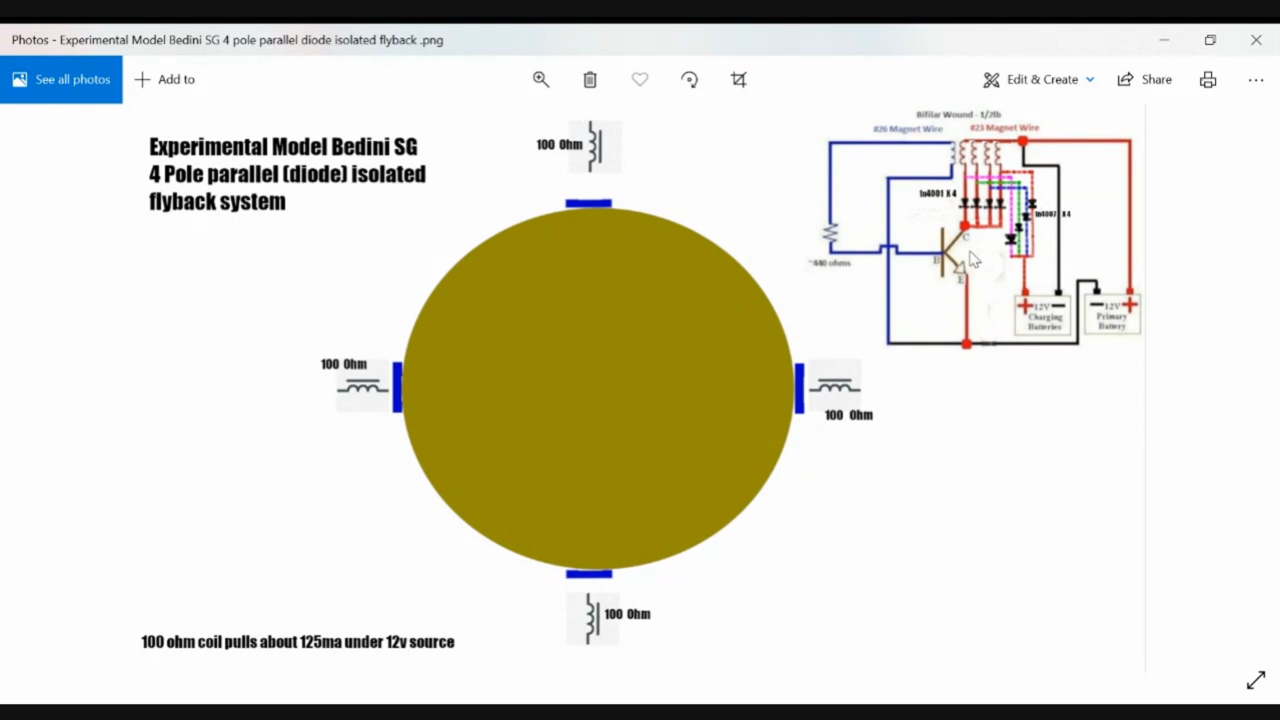 Photos - Experimental Model Bedini SG 4 pole parallel diode isolated flyback .png
See all photos
Add to
Edit & Create
Share
Experimental Model Bedini SG
4 Pole parallel (diode) isolated
flyback system
100 Ohm
Bifilar Wound - 1/2lb
#26 Magnet Wire
#23 Magnet Wire
1n4001 X 4
1n4007 X 4
C
B
E
~440 ohms
+ 12V −
Charging
Batteries
− 12V +
Primary
Battery
100 Ohm
100 Ohm
100 Ohm
100 ohm coil pulls about 125ma under 12v source